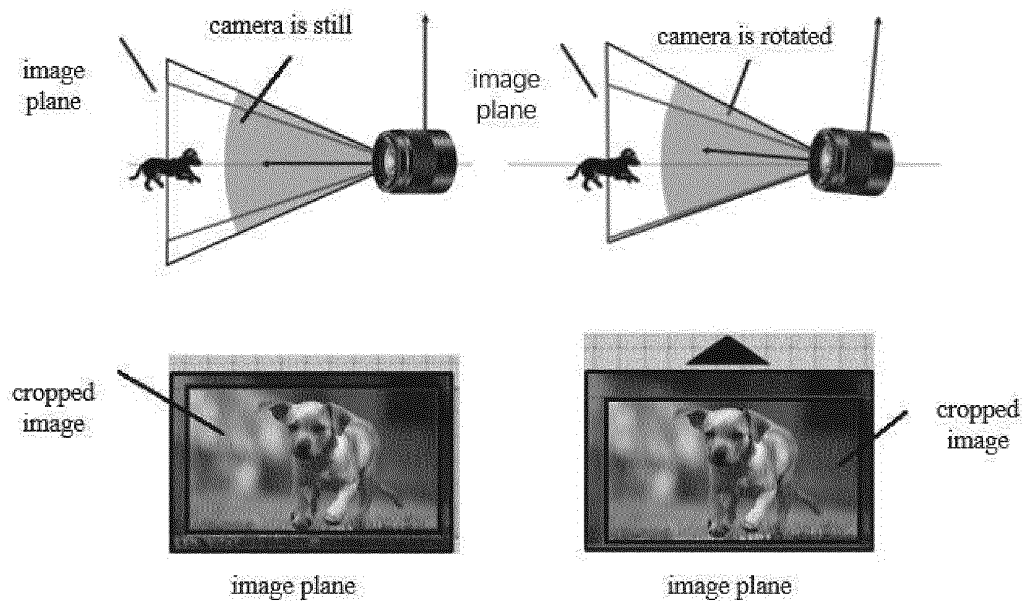 camera is still
image
plane
camera is rotated
image
plane
cropped
image
image plane
cropped
image
image plane